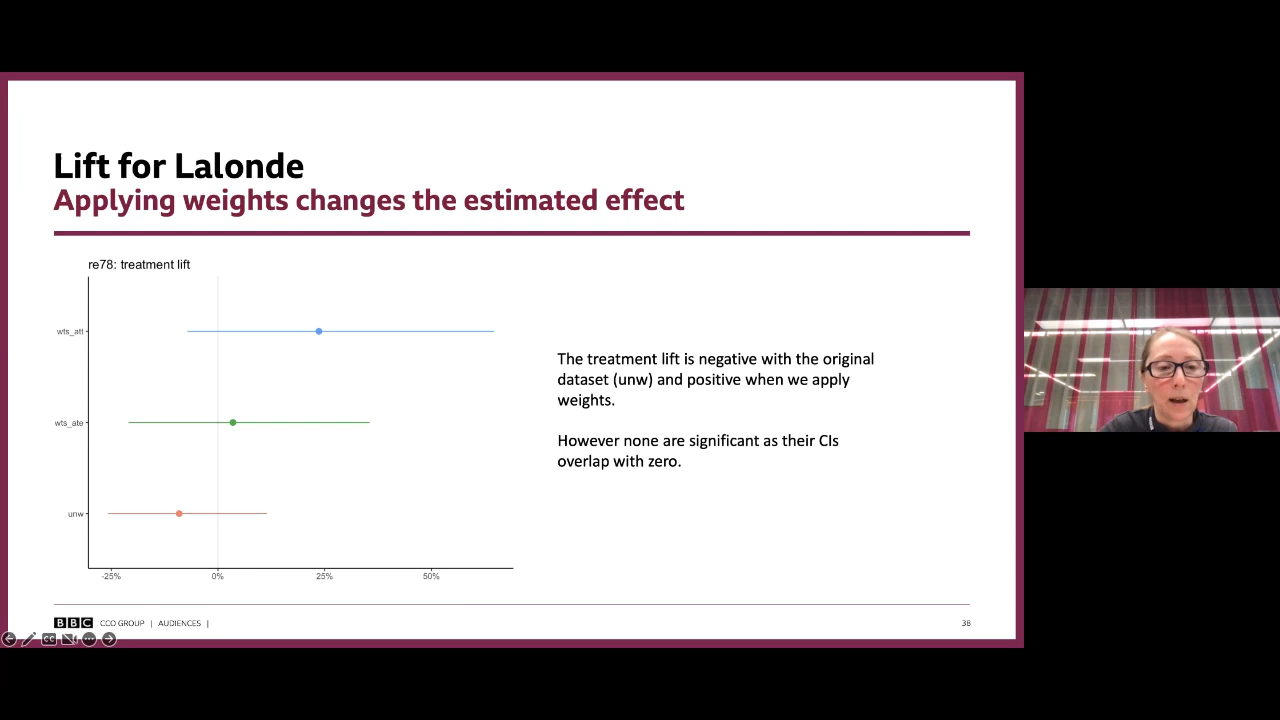 Lift for Lalonde
Applying weights changes the estimated effect
re78: treatment lift
wts_att
wts_ate
unw
-25%
0%
25%
50%
The treatment lift is negative with the original
dataset (unw) and positive when we apply
weights.
However none are significant as their CIs
overlap with zero.
BBC CCO GROUP | AUDIENCES |
38
CC